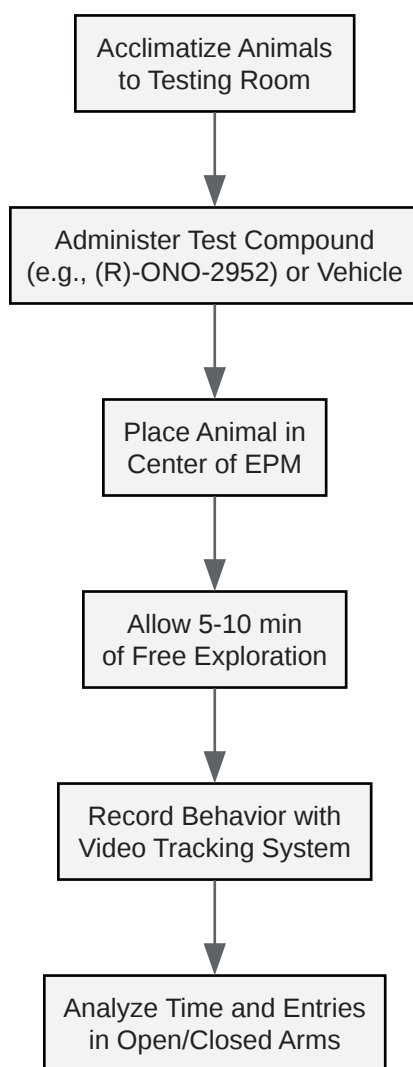 Acclimatize Animals
to Testing Room
Administer Test Compound
(e.g., (R)-ONO-2952) or Vehicle
Place Animal in
Center of EPM
Allow 5-10 min
of Free Exploration
Record Behavior with
Video Tracking System
Analyze Time and Entries
in Open/Closed Arms